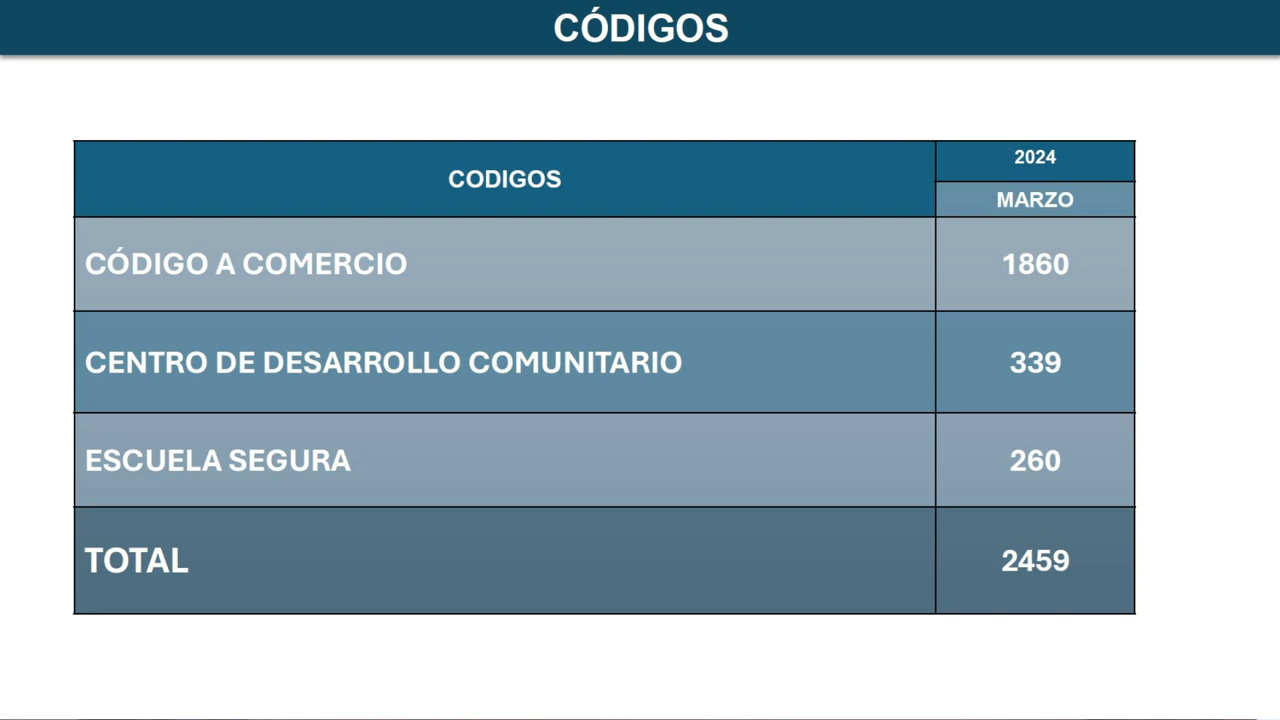 CÓDIGOS
CODIGOS
2024
MARZO
CÓDIGO A COMERCIO
1860
CENTRO DE DESARROLLO COMUNITARIO
339
ESCUELA SEGURA
260
TOTAL
2459